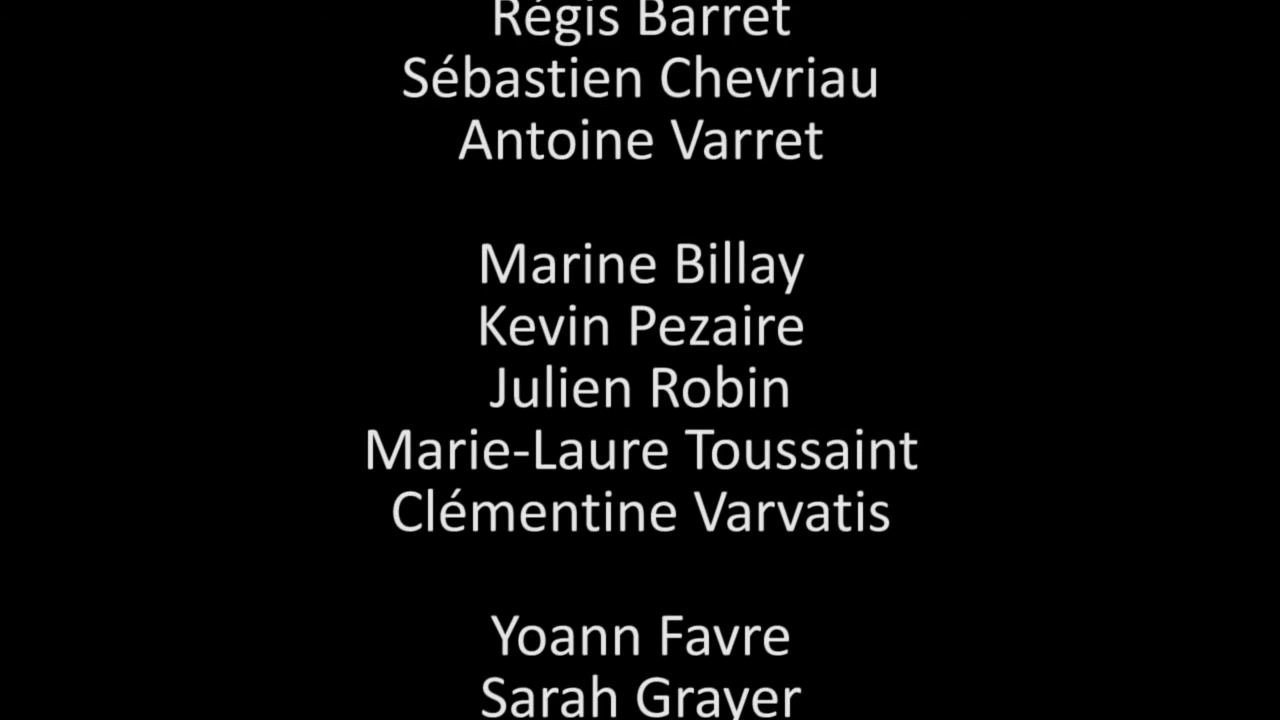 Régis Barret
Sébastien Chevriau
Antoine Varret
Marine Billay
Kevin Pezaire
Julien Robin
Marie-Laure Toussaint
Clémentine Varvatis
Yoann Favre
Sarah Grayer